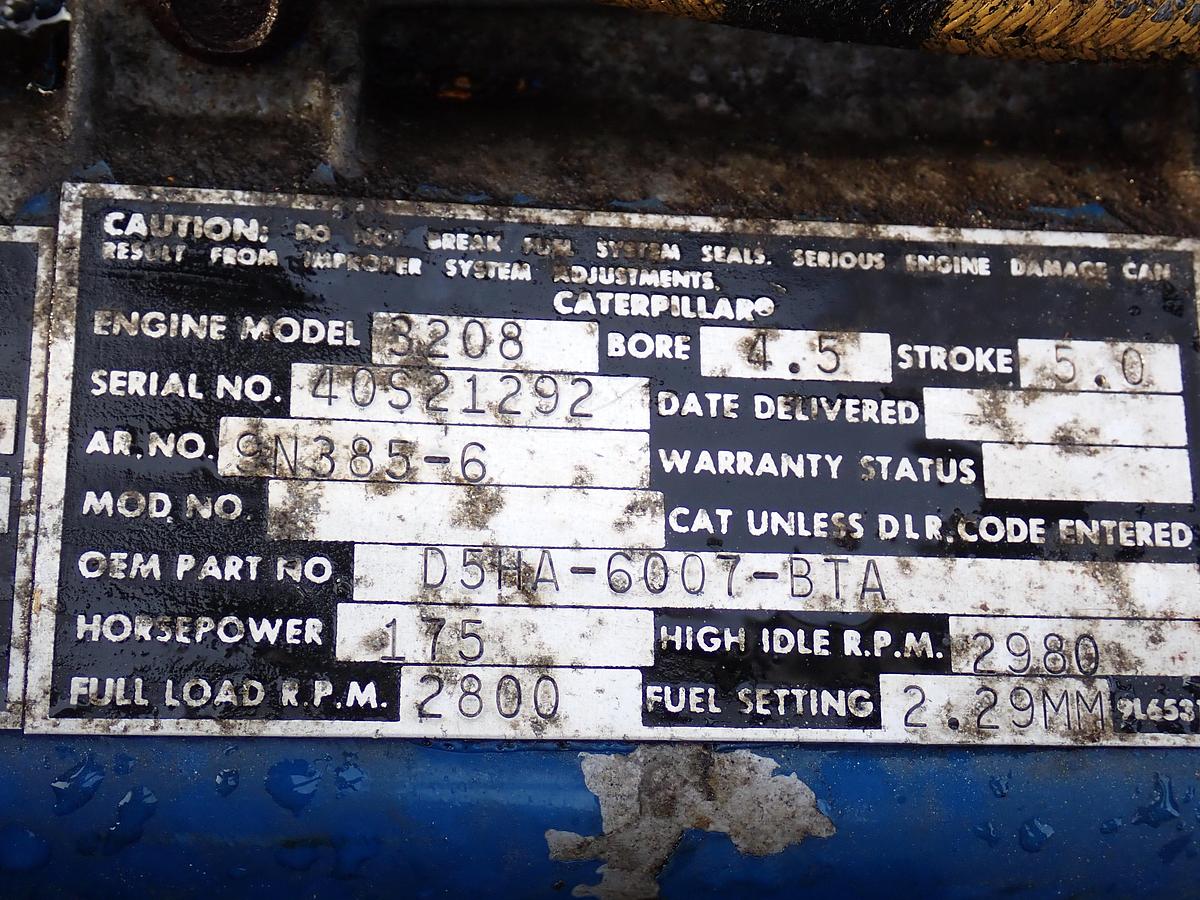 CAUTION: DO NOT BREAK FUEL SYSTEM SEALS. SERIOUS ENGINE DAMAGE CAN
RESULT FROM IMPROPER SYSTEM ADJUSTMENTS.
CATERPILLAR®
ENGINE MODEL 3208 BORE 4.5 STROKE 5.0
SERIAL NO. 40S21292 DATE DELIVERED
AR. NO. 9N385-6 WARRANTY STATUS
MOD. NO. CAT UNLESS DLR. CODE ENTERED
OEM PART NO. D5HA-6007-BTA
HORSEPOWER 175 HIGH IDLE R.P.M. 2980
FULL LOAD R.P.M. 2800 FUEL SETTING 2.29MM 9L653